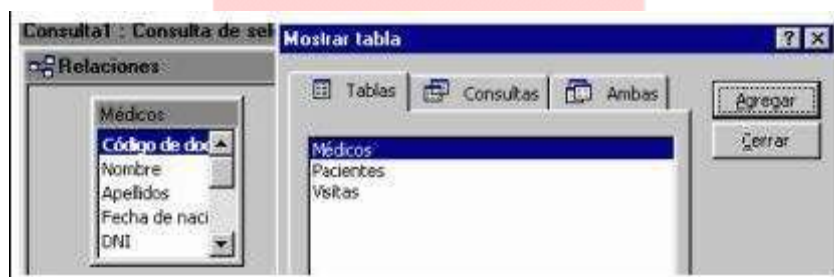 Consulta1 : Consulta de sel
Relaciones
Médicos
Código de doc
Nombre
Apellidos
Fecha de naci
DNI
Mostrar tabla
Tablas
Consultas
Ambas
Médicos
Pacientes
Visitas
Agregar
Cerrar